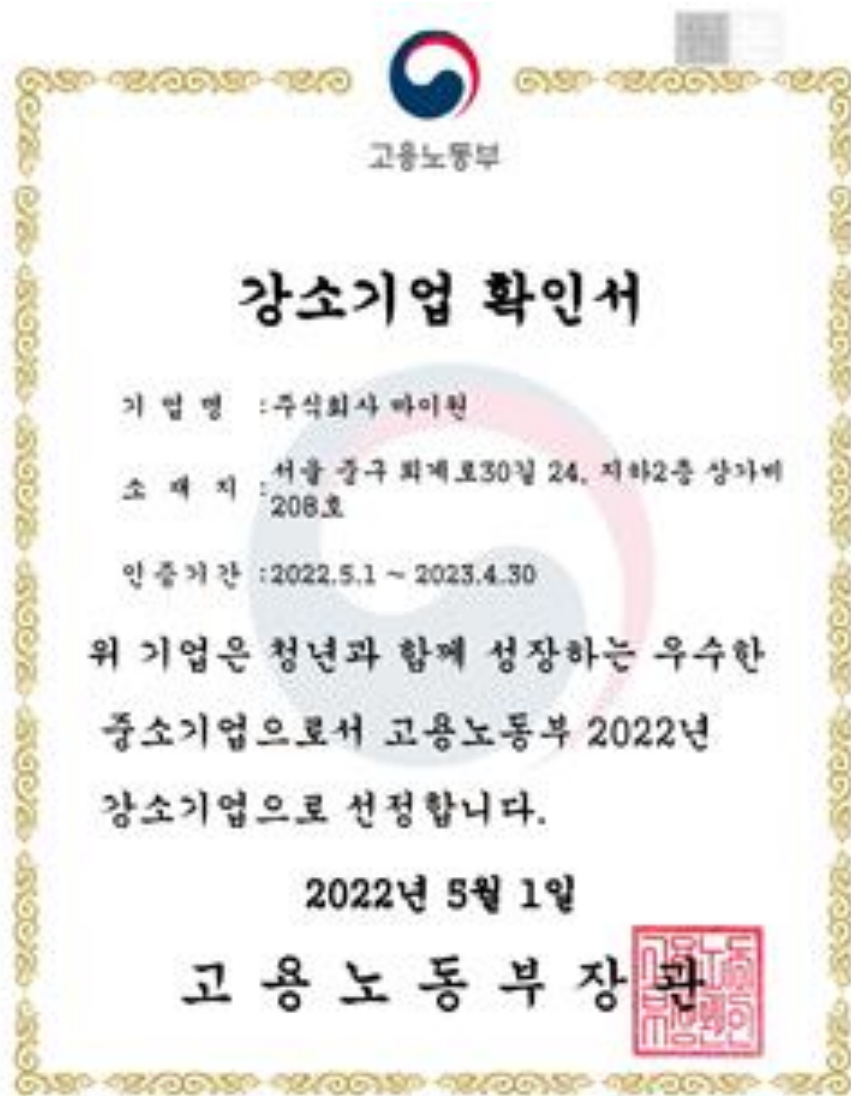 고용노동부
강소기업 확인서
기 업 명 :주식회사 마이원
소 재 지 :서울 중구 퇴계로30길 24, 지하2층 상가비
208호
인증기간 :2022.5.1 ~ 2023.4.30
위 기업은 청년과 함께 성장하는 우수한
중소기업으로서 고용노동부 2022년
강소기업으로 선정합니다.
2022년 5월 1일
고 용 노 동 부 장 관